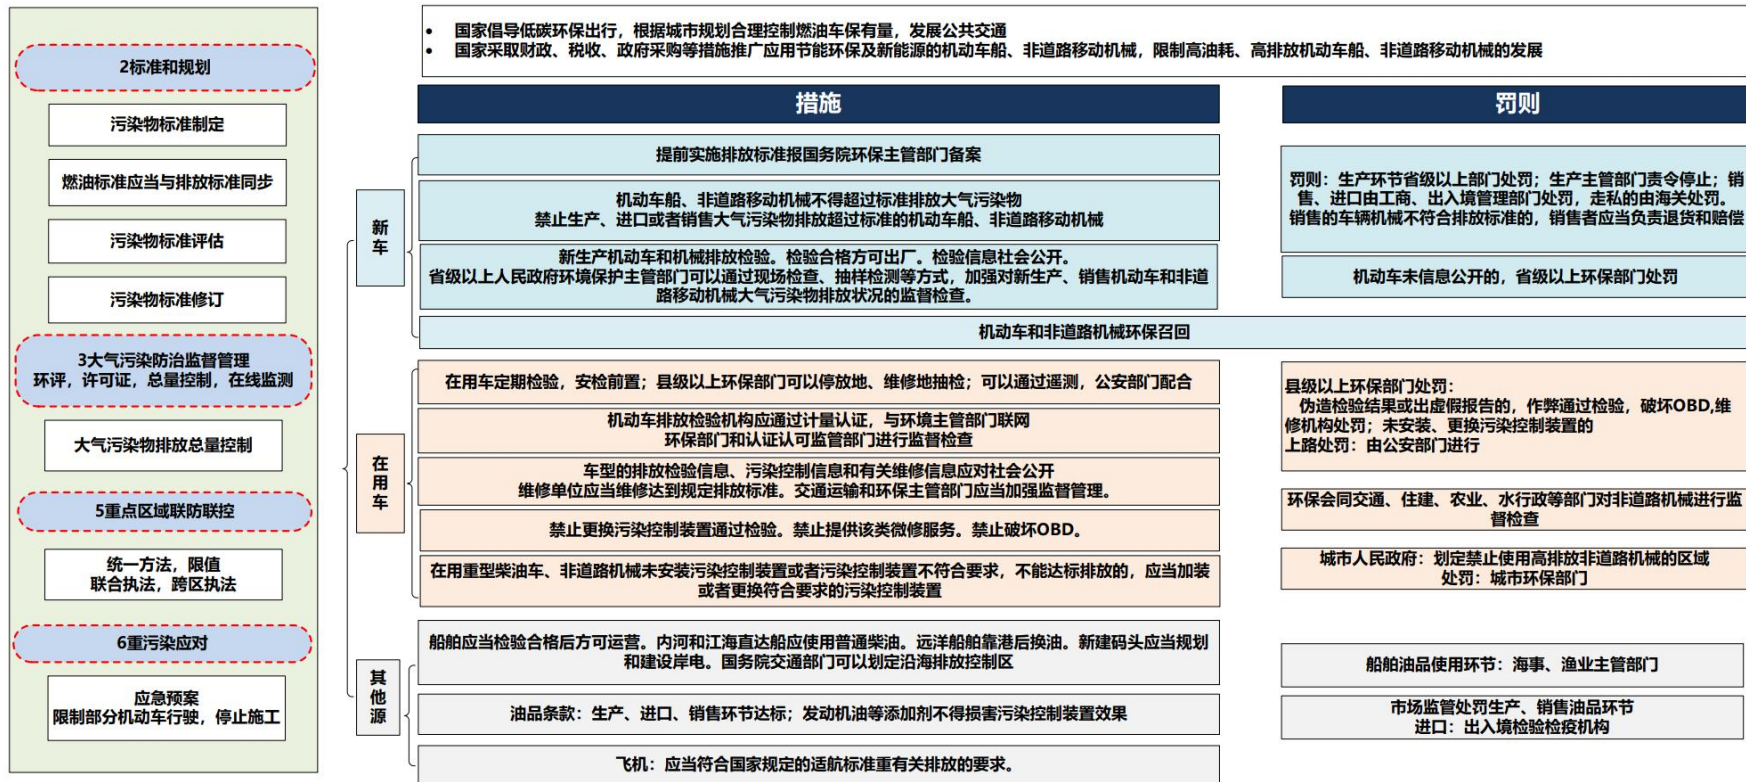 2标准和规划
污染物标准制定
燃油标准应当与排放标准同步
污染物标准评估
污染物标准修订
3大气污染防治监督管理
环评，许可证，总量控制，在线监测
大气污染物排放总量控制
5重点区域联防联控
统一方法，限值
联合执法，跨区执法
6重污染应对
应急预案
限制部分机动车行驶，停止施工
• 国家倡导低碳环保出行，根据城市规划合理控制燃油车保有量，发展公共交通
• 国家采取财政、税收、政府采购等措施推广应用节能环保及新能源的机动车船、非道路移动机械，限制高油耗、高排放机动车船、非道路移动机械的发展
措施
罚则
新车
提前实施排放标准报国务院环保主管部门备案
机动车船、非道路移动机械不得超过标准排放大气污染物
禁止生产、进口或者销售大气污染物排放超过标准的机动车船、非道路移动机械
新生产机动车和机械排放检验。检验合格方可出厂。检验信息社会公开。
省级以上人民政府环境保护主管部门可以通过现场检查、抽样检测等方式，加强对新生产、销售机动车和非道
路移动机械大气污染物排放状况的监督检查。
机动车和非道路机械环保召回
罚则：生产环节省级以上部门处罚；生产主管部门责令停止；销
售、进口由工商、出入境管理部门处罚，走私的由海关处罚。
销售的车辆机械不符合排放标准的，销售者应当负责退货和赔偿
机动车未信息公开的，省级以上环保部门处罚
在用车
在用车定期检验，安检前置；县级以上环保部门可以停放地、维修地抽检；可以通过遥测，公安部门配合
机动车排放检验机构应通过计量认证，与环境主管部门联网
环保部门和认证认可监管部门进行监督检查
车型的排放检验信息、污染控制信息和有关维修信息应对社会公开
维修单位应当维修达到规定排放标准。交通运输和环保主管部门应当加强监督管理。
禁止更换污染控制装置通过检验。禁止提供该类微修服务。禁止破坏OBD。
在用重型柴油车、非道路机械未安装污染控制装置或者污染控制装置不符合要求，不能达标排放的，应当加装
或者更换符合要求的污染控制装置
县级以上环保部门处罚：
伪造检验结果或出虚假报告的，作弊通过检验，破坏OBD,维
修机构处罚；未安装、更换污染控制装置的
上路处罚：由公安部门进行
环保会同交通、住建、农业、水行政等部门对非道路机械进行监
督检查
城市人民政府：划定禁止使用高排放非道路机械的区域
处罚：城市环保部门
其他源
船舶应当检验合格后方可运营。内河和江海直达船应使用普通柴油。远洋船舶靠港后换油。新建码头应当规划
和建设岸电。国务院交通部门可以划定沿海排放控制区
油品条款：生产、进口、销售环节达标；发动机油等添加剂不得损害污染控制装置效果
飞机：应当符合国家规定的适航标准重有关排放的要求。
船舶油品使用环节：海事、渔业主管部门
市场监管处罚生产、销售油品环节
进口：出入境检验检疫机构